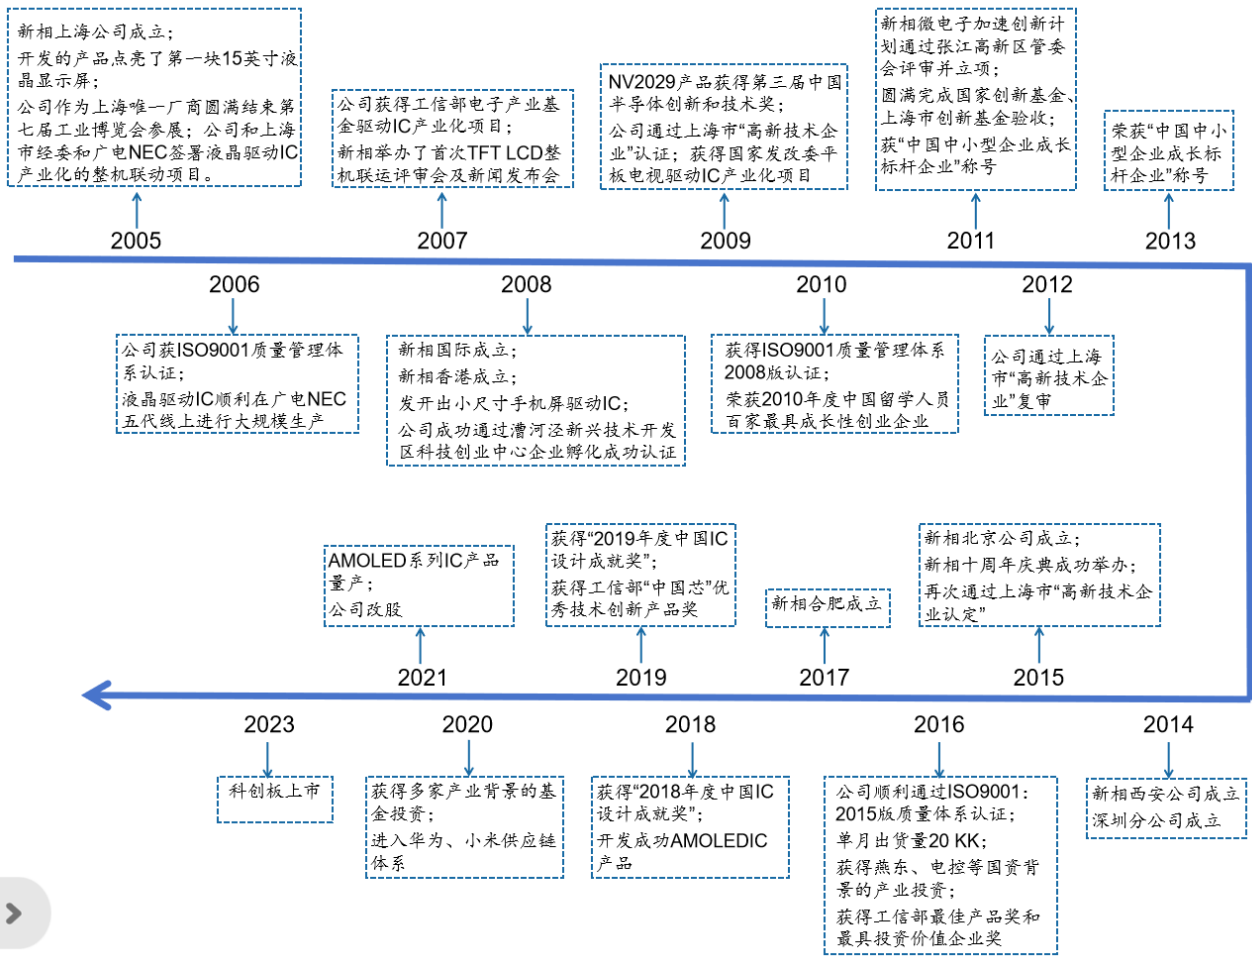 新相上海公司成立；
开发的产品点亮了第一块15英寸液
晶显示屏；
公司作为上海唯一厂商圆满结束第
七届工业博览会参展；公司和上海
市经委和广电NEC签署液晶驱动IC
产业化的整机联动项目。
2005
公司获得工信部电子产业基
金驱动IC产业化项目；
新相举办了首次TFT LCD整
机联运评审会及新闻发布会
2007
NV2029产品获得第三届中国
半导体创新和技术奖；
公司通过上海市“高新技术企
业”认证；获得国家发改委平
板电视驱动IC产业化项目
2009
新相微电子加速创新计
划通过张江高新区管委
会评审并立项；
圆满完成国家创新基金、
上海市创新基金验收；
获“中国中小型企业成长
标杆企业”称号
2011
荣获“中国中小
型企业成长标
杆企业”称号
2013
2006
公司获ISO9001质量管理体
系认证；
液晶驱动IC顺利在广电NEC
五代线上进行大规模生产
2008
新相国际成立；
新相香港成立；
发开出小尺寸手机屏驱动IC；
公司成功通过漕河泾新兴技术开发
区科技创业中心企业孵化成功认证
2010
获得ISO9001质量管理体系
2008版认证；
荣获2010年度中国留学人员
百家最具成长性创业企业
2012
公司通过上海
市“高新技术企
业”复审
AMOLED系列IC产品
量产；
公司改股
2021
获得“2019年度中国IC
设计成就奖”；
获得工信部“中国芯”优
秀技术创新产品奖
2019
新相合肥成立
2017
新相北京公司成立；
新相十周年庆典成功举办；
再次通过上海市“高新技术企
业认定”
2015
2023
科创板上市
2020
获得多家产业背景的基
金投资；
进入华为、小米供应链
体系
2018
获得“2018年度中国IC
设计成就奖”；
开发成功AMOLEDIC
产品
2016
公司顺利通过ISO9001：
2015版质量体系认证；
单月出货量20 KK；
获得燕东、电控等国资背
景的产业投资；
获得工信部最佳产品奖和
最具投资价值企业奖
2014
新相西安公司成立
深圳分公司成立